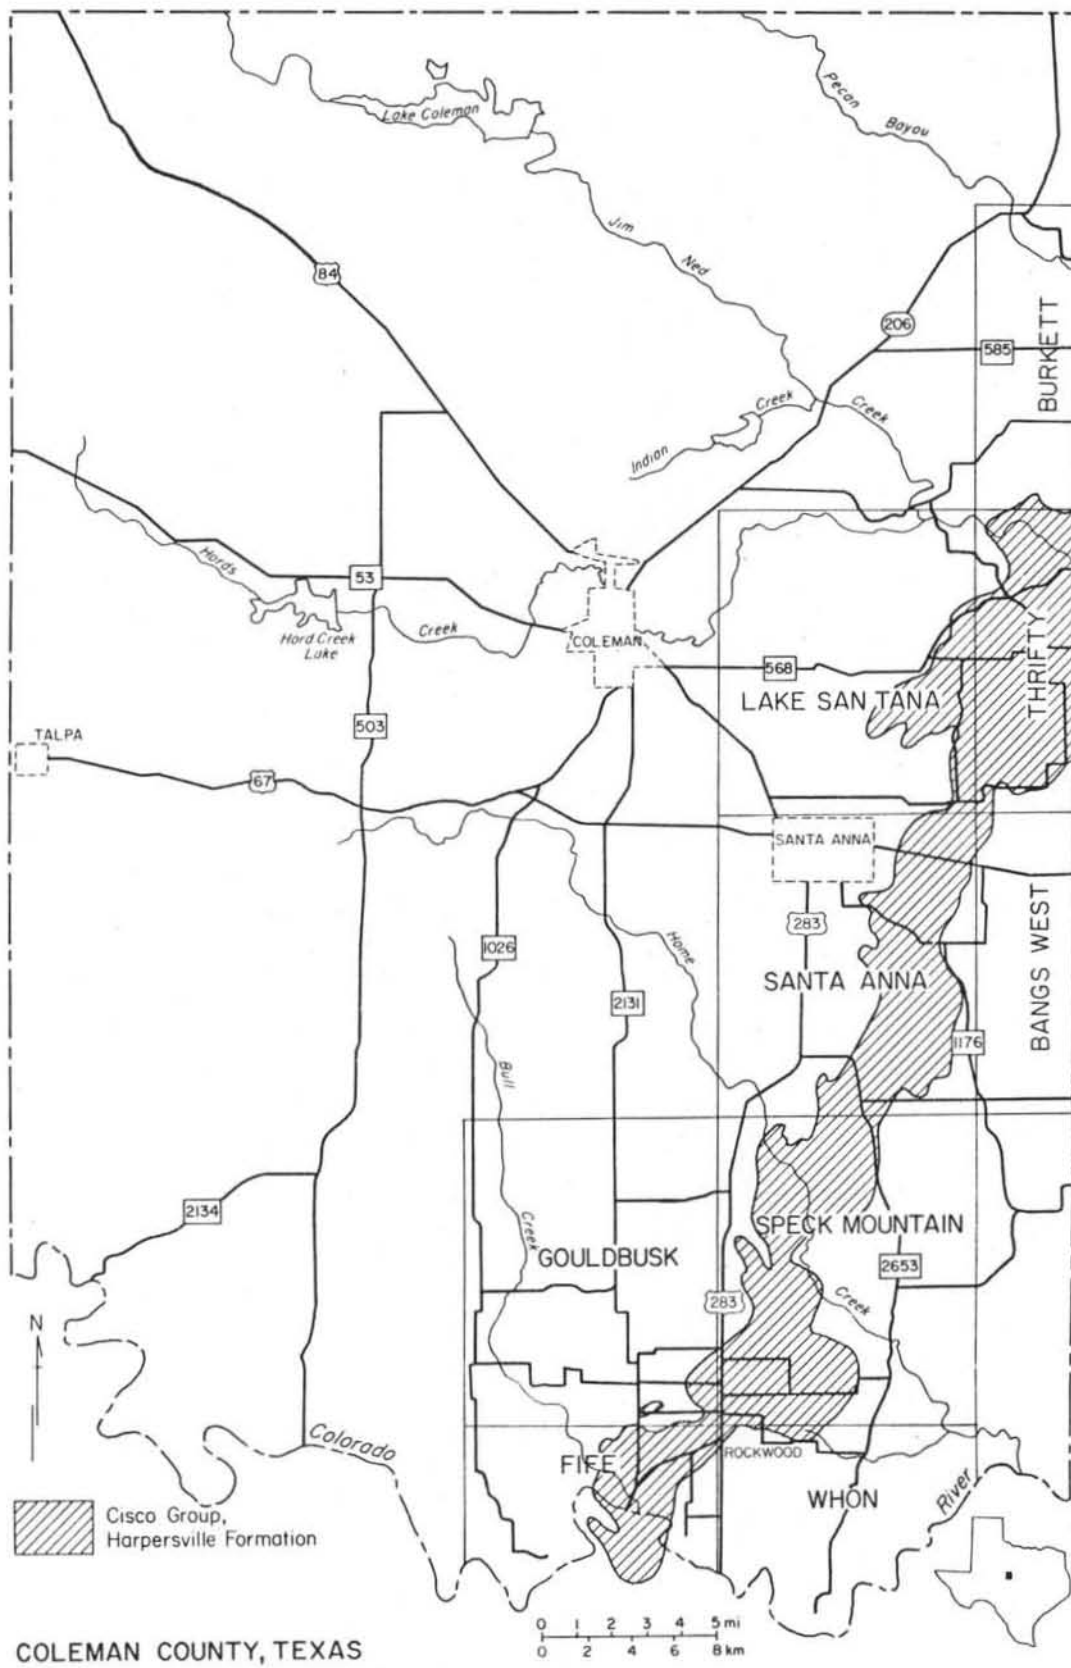 Lake Coleman
Pecan
Bayou
Jim
Ned
84
206
585
BURKETT
Creek
Creek
Indian
Hords
53
Hord Creek
Lake
Creek
COLEMAN
568
THRIFTY
LAKE SANTANA
503
TALPA
67
SANTA ANNA
283
BANGS WEST
1026
Home
SANTA ANNA
2131
1176
Bull
2134
Creek
SPECK MOUNTAIN
GOULDBUSK
2653
283
Creek
N
Colorado
FIFE
ROCKWOOD
WHON
River
Cisco Group,
Harpersville Formation
0 1 2 3 4 5 mi
0 2 4 6 8 km
COLEMAN COUNTY, TEXAS